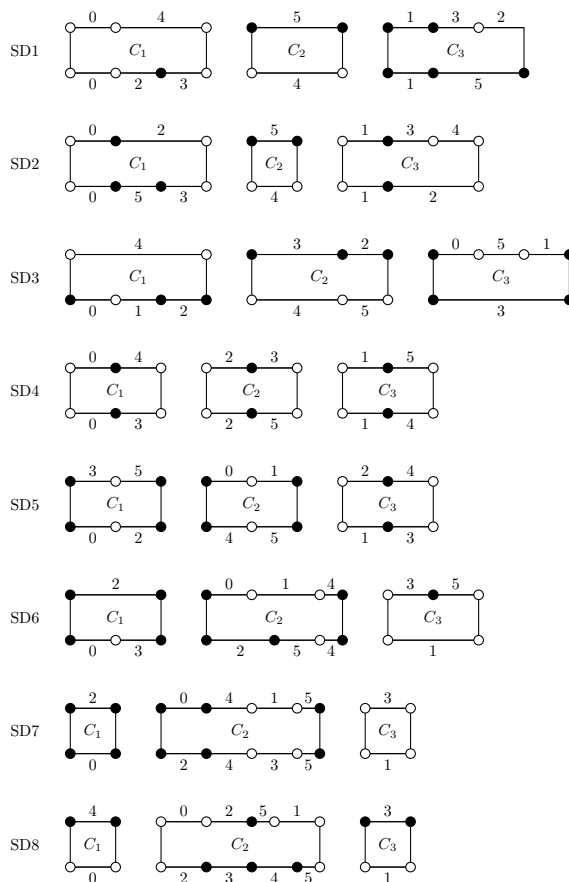 0 4 5 1 3 2
SD1 C1 C2 C3
0 2 3 4 1 5
0 2 5 1 3 4
SD2 C1 C2 C3
0 5 3 4 1 2
4 3 2 0 5 1
SD3 C1 C2 C3
0 1 2 4 5 3
0 4 2 3 1 5
SD4 C1 C2 C3
0 3 2 5 1 4
3 5 0 1 2 4
SD5 C1 C2 C3
0 2 4 5 1 3
2 0 1 4 3 5
SD6 C1 C2 C3
0 3 2 5 4 1
2 0 4 1 5 3
SD7 C1 C2 C3
0 2 4 3 5 1
4 0 2 5 1 3
SD8 C1 C2 C3
0 2 3 4 5 1